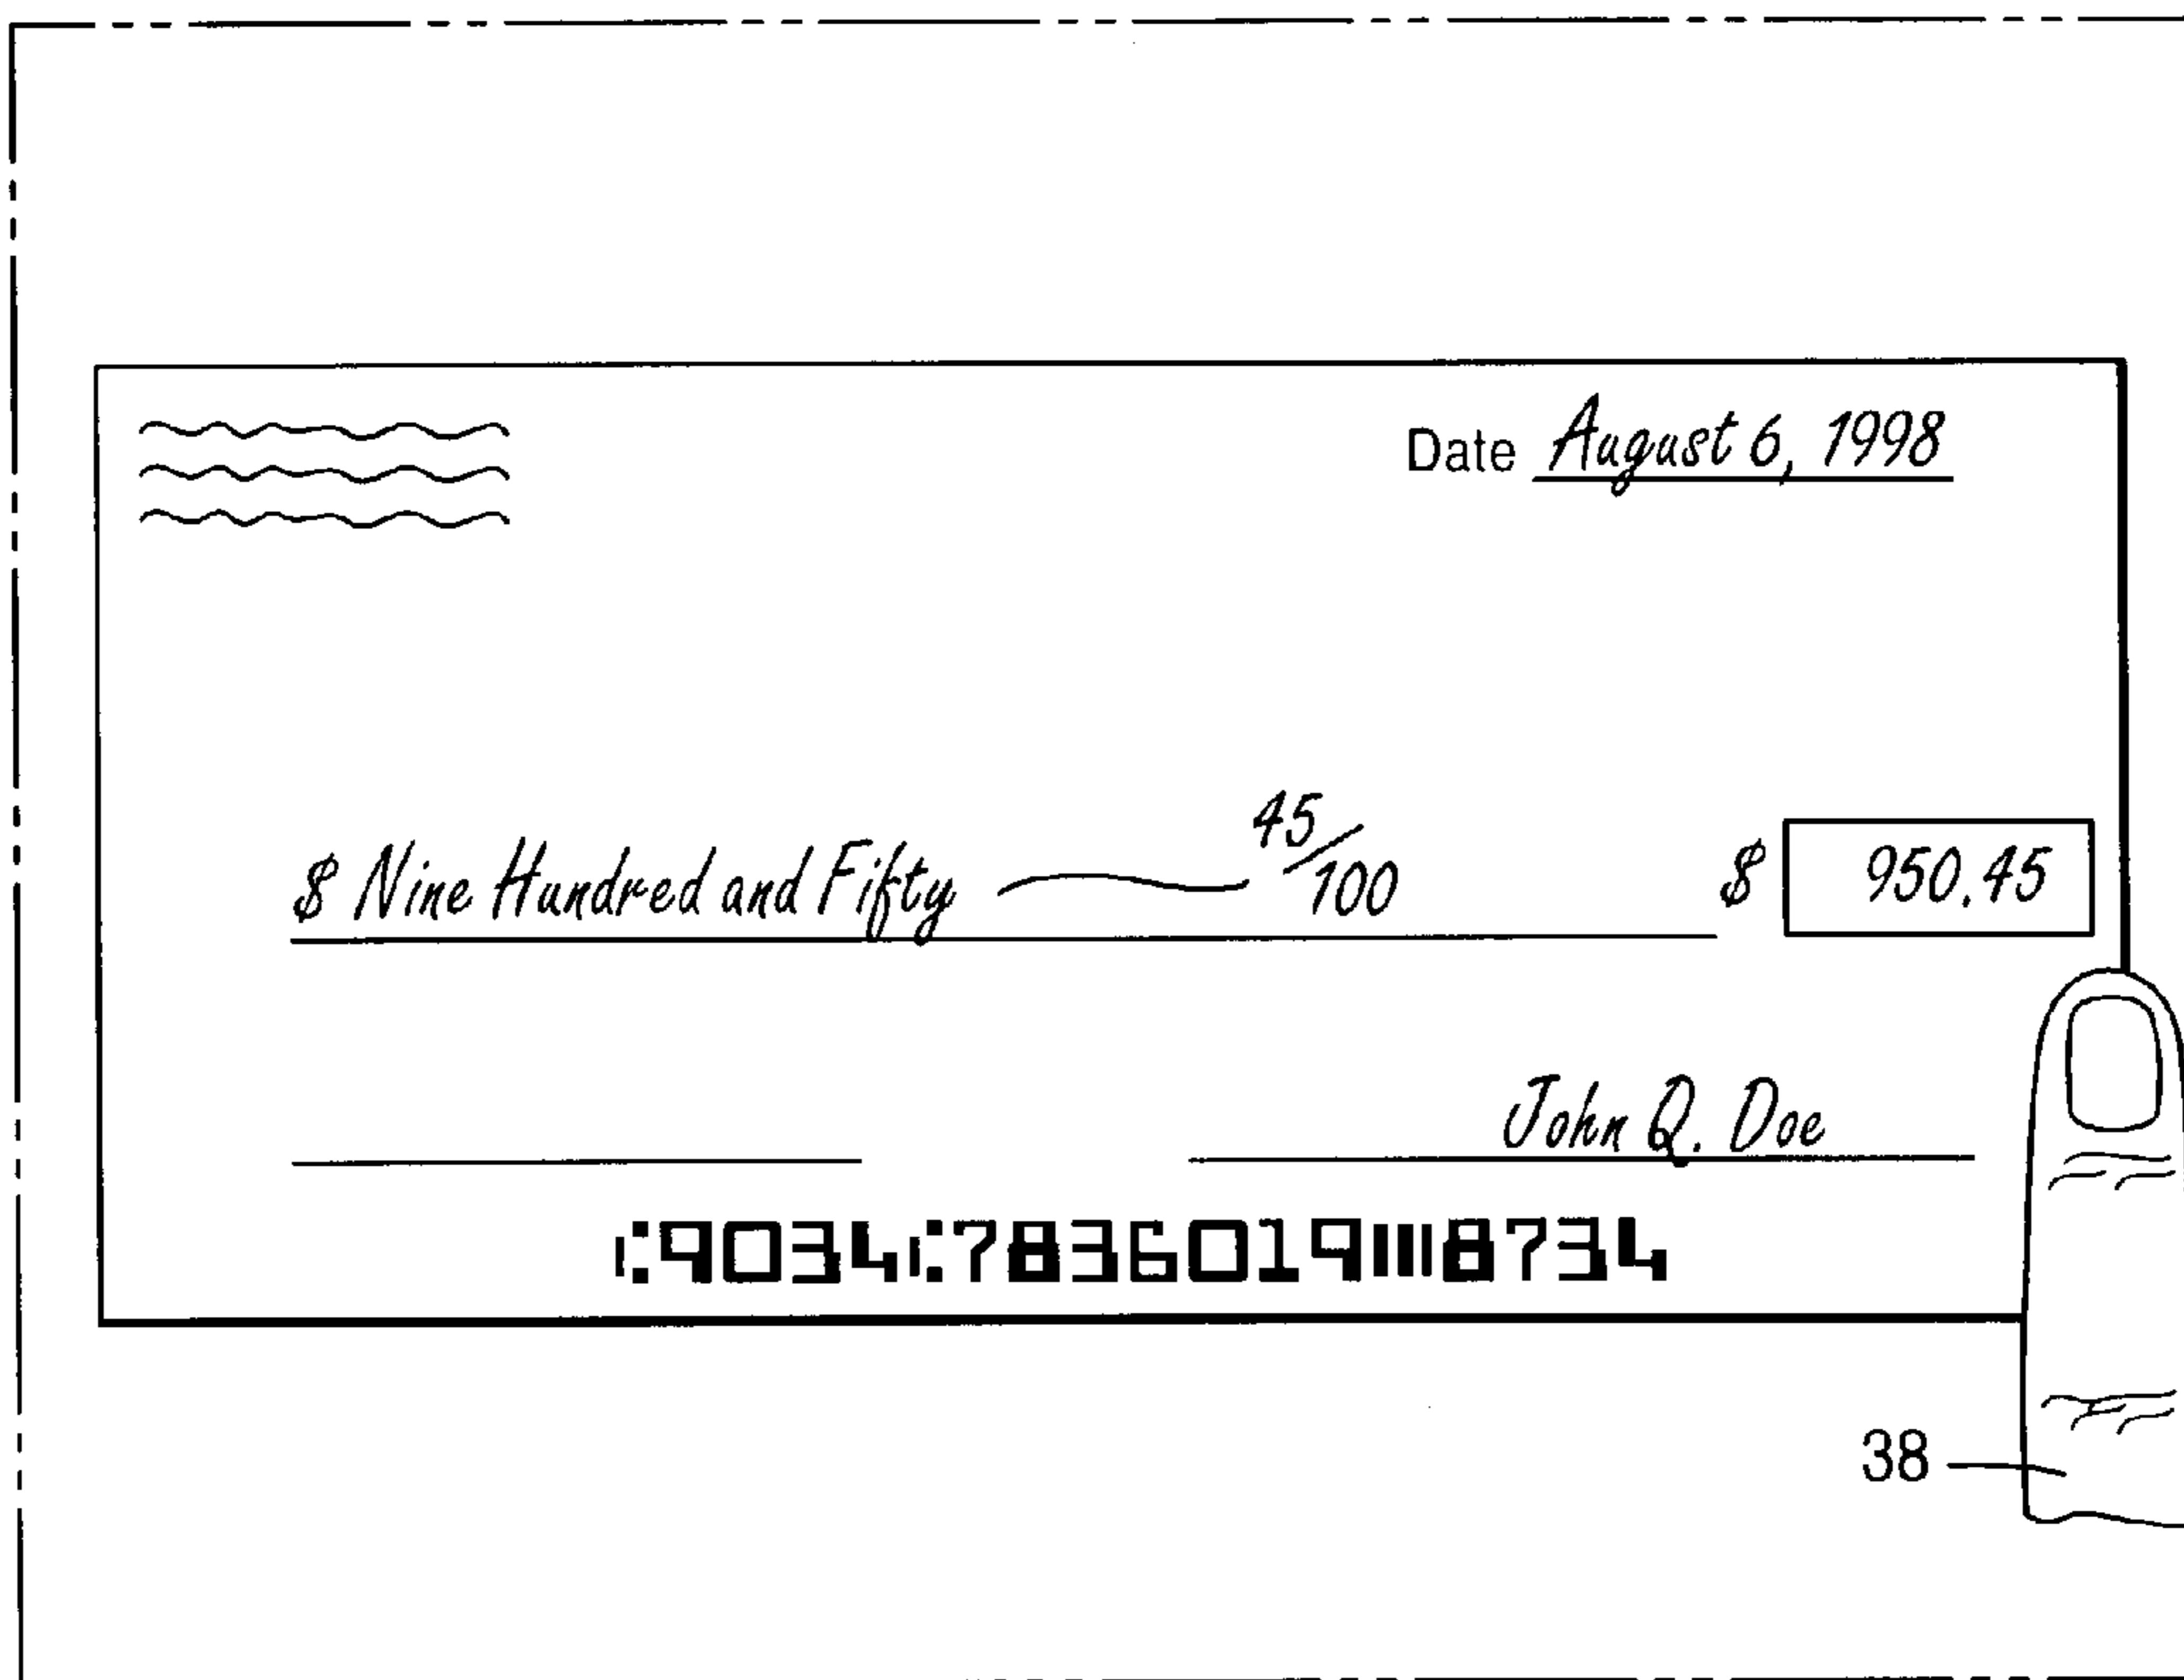 Date August 6, 1998
$ Nine Hundred and Fifty 45/100 $ 950.45
John Q. Doe
⑆9034⑆7836019⑈8734
38